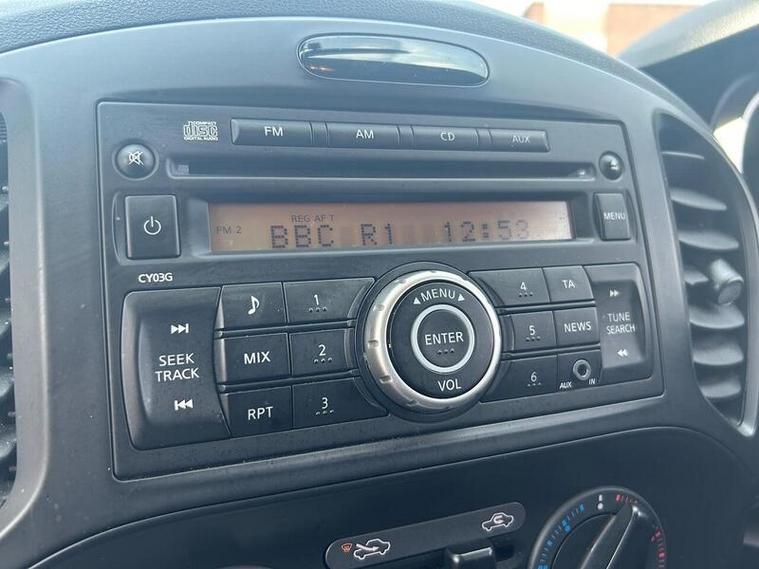 COMPACT
disc
DIGITAL AUDIO
FM AM CD AUX
REG AF T
FM 2 BBC R1 12:53
MENU
CY03G
SEEK
TRACK
MIX
RPT
1
2
3
MENU
ENTER
VOL
4 TA
5 NEWS
6 AUX IN
TUNE
SEARCH